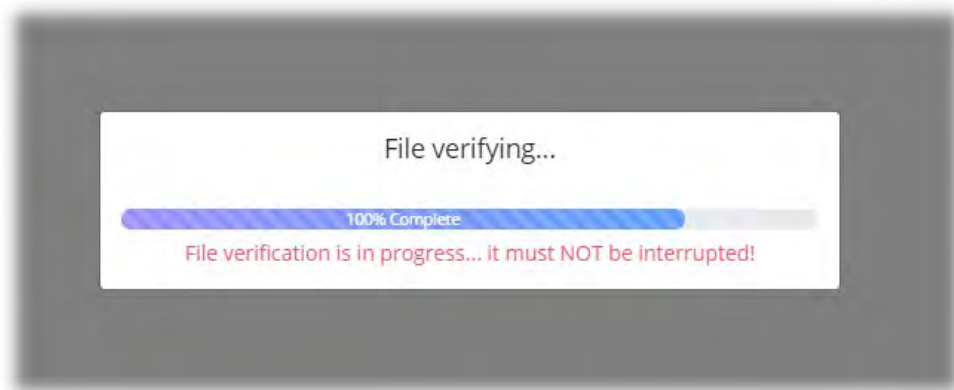 File verifying...
100% Complete
File verification is in progress... it must NOT be interrupted!